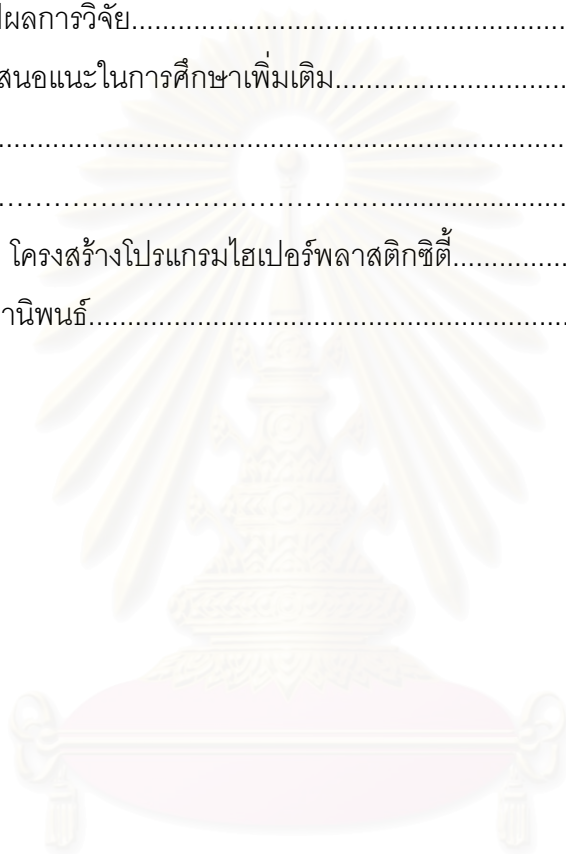 ปผลการวิจัย............................................................
สนอแนะในการศึกษาเพิ่มเติม................................
............................................................................
............................................................................
โครงสร้างโปรแกรมไฮเปอร์พลาสติกซิตี้................
านิพนธ์..................................................................